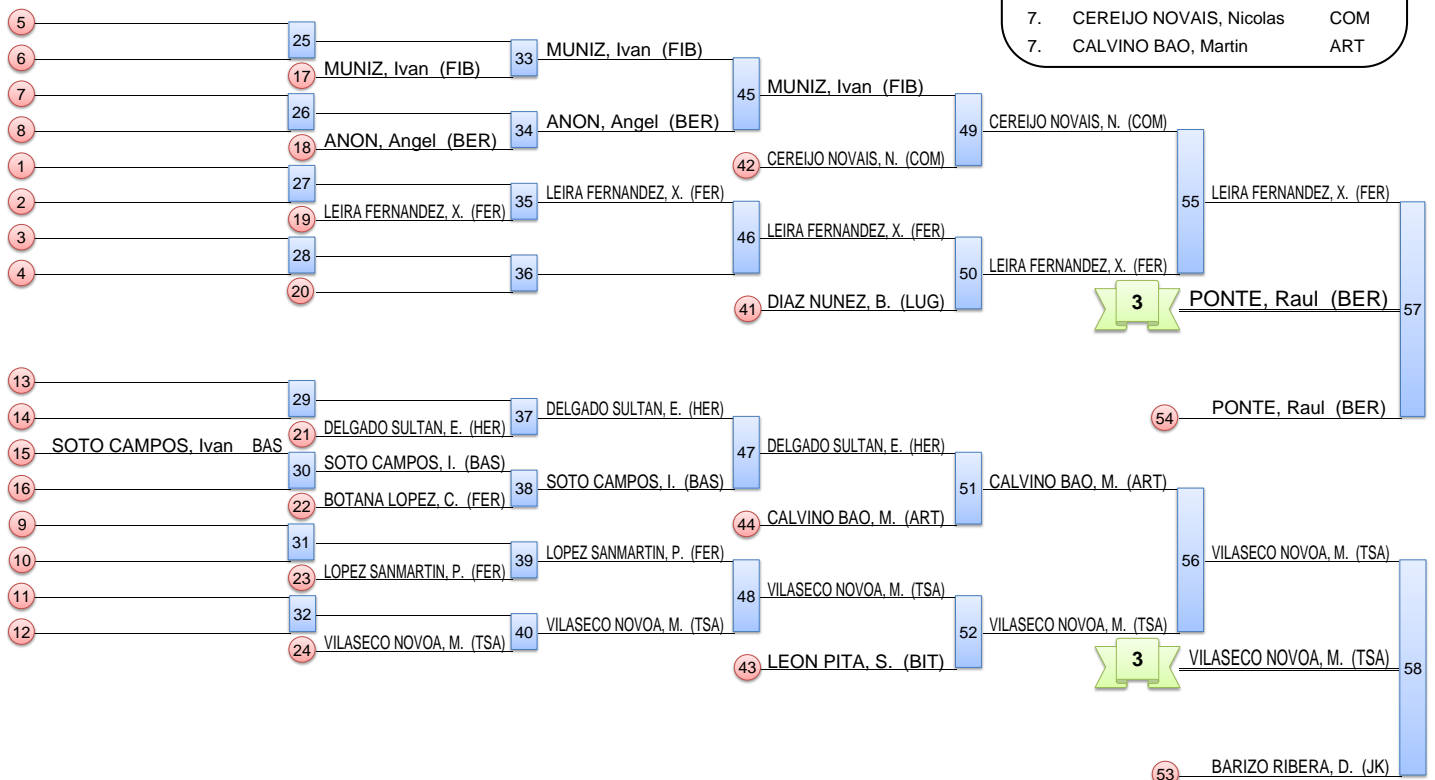 7. CEREIJO NOVAIS, Nicolas COM
7. CALVINO BAO, Martin ART
5
25
6
33
MUNIZ, Ivan (FIB)
17
MUNIZ, Ivan (FIB)
7
45
MUNIZ, Ivan (FIB)
26
8
34
ANON, Angel (BER)
49
CEREIJO NOVAIS, N. (COM)
18
ANON, Angel (BER)
1
42
CEREIJO NOVAIS, N. (COM)
27
2
35
LEIRA FERNANDEZ, X. (FER)
55
LEIRA FERNANDEZ, X. (FER)
19
LEIRA FERNANDEZ, X. (FER)
3
46
LEIRA FERNANDEZ, X. (FER)
28
4
36
50
LEIRA FERNANDEZ, X. (FER)
20
41
DIAZ NUNEZ, B. (LUG)
3
PONTE, Raul (BER)
57
13
29
14
37
DELGADO SULTAN, E. (HER)
54
PONTE, Raul (BER)
21
DELGADO SULTAN, E. (HER)
15
SOTO CAMPOS, Ivan BAS
47
DELGADO SULTAN, E. (HER)
30
SOTO CAMPOS, I. (BAS)
16
38
SOTO CAMPOS, I. (BAS)
51
CALVINO BAO, M. (ART)
22
BOTANA LOPEZ, C. (FER)
9
44
CALVINO BAO, M. (ART)
31
10
39
LOPEZ SANMARTIN, P. (FER)
56
VILASECO NOVOA, M. (TSA)
23
LOPEZ SANMARTIN, P. (FER)
11
48
VILASECO NOVOA, M. (TSA)
32
12
40
VILASECO NOVOA, M. (TSA)
52
VILASECO NOVOA, M. (TSA)
24
VILASECO NOVOA, M. (TSA)
43
LEON PITA, S. (BIT)
3
VILASECO NOVOA, M. (TSA)
58
53
BARIZO RIBERA, D. (JK)